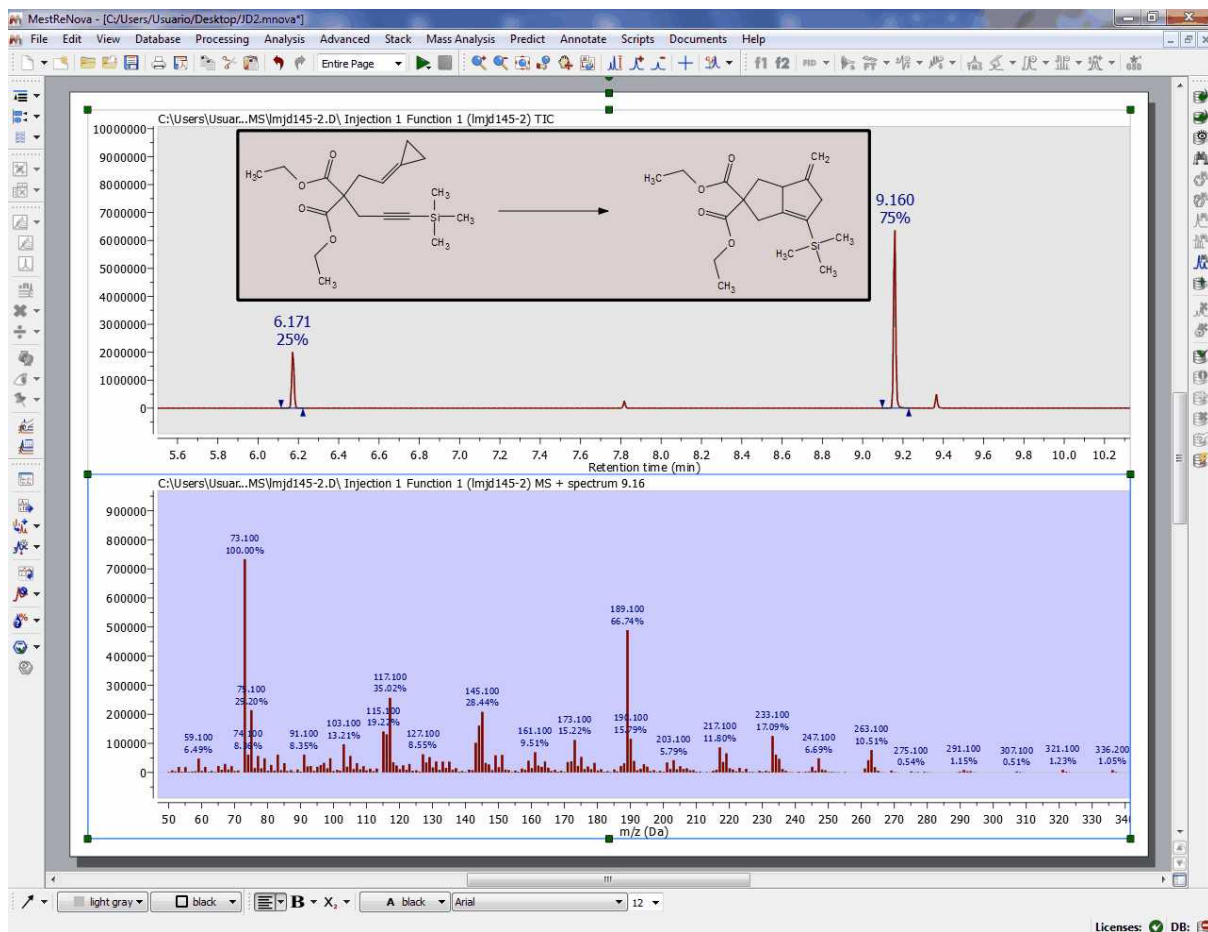 MestReNova - [C:/Users/Usuario/Desktop/JD2.mnova*]
File Edit View Database Processing Analysis Advanced Stack Mass Analysis Predict Annotate Scripts Documents Help
Entire Page
f1 f2
C:\Users\Usuar...MS\lmjd145-2.D\ Injection 1 Function 1 (lmjd145-2) TIC
10000000
9000000
8000000
7000000
6000000
5000000
4000000
3000000
2000000
1000000
0
H₃C
O
O
O
O
CH₃
CH₃
Si
CH₃
CH₃
H₃C
O
O
O
O
CH₃
CH₂
CH₃
Si
H₃C
CH₃
9.160
75%
6.171
25%
5.6 5.8 6.0 6.2 6.4 6.6 6.8 7.0 7.2 7.4 7.6 7.8 8.0 8.2 8.4 8.6 8.8 9.0 9.2 9.4 9.6 9.8 10.0 10.2
Retention time (min)
C:\Users\Usuar...MS\lmjd145-2.D\ Injection 1 Function 1 (lmjd145-2) MS + spectrum 9.16
900000
800000
700000
600000
500000
400000
300000
200000
100000
0
73.100
100.00%
189.100
66.74%
75.100
29.20%
117.100
35.02%
145.100
28.44%
115.100
19.27%
59.100
6.49%
91.100
8.35%
103.100
13.21%
127.100
8.55%
161.100
9.51%
173.100
15.22%
15.79%
203.100
5.79%
217.100
11.80%
233.100
17.09%
247.100
6.69%
263.100
10.51%
275.100
0.54%
291.100
1.15%
307.100
0.51%
321.100
1.23%
336.200
1.05%
50 60 70 80 90 100 110 120 130 140 150 160 170 180 190 200 210 220 230 240 250 260 270 280 290 300 310 320 330 34
m/z (Da)
light gray black B X₂ A black Arial 12
Licenses: DB: